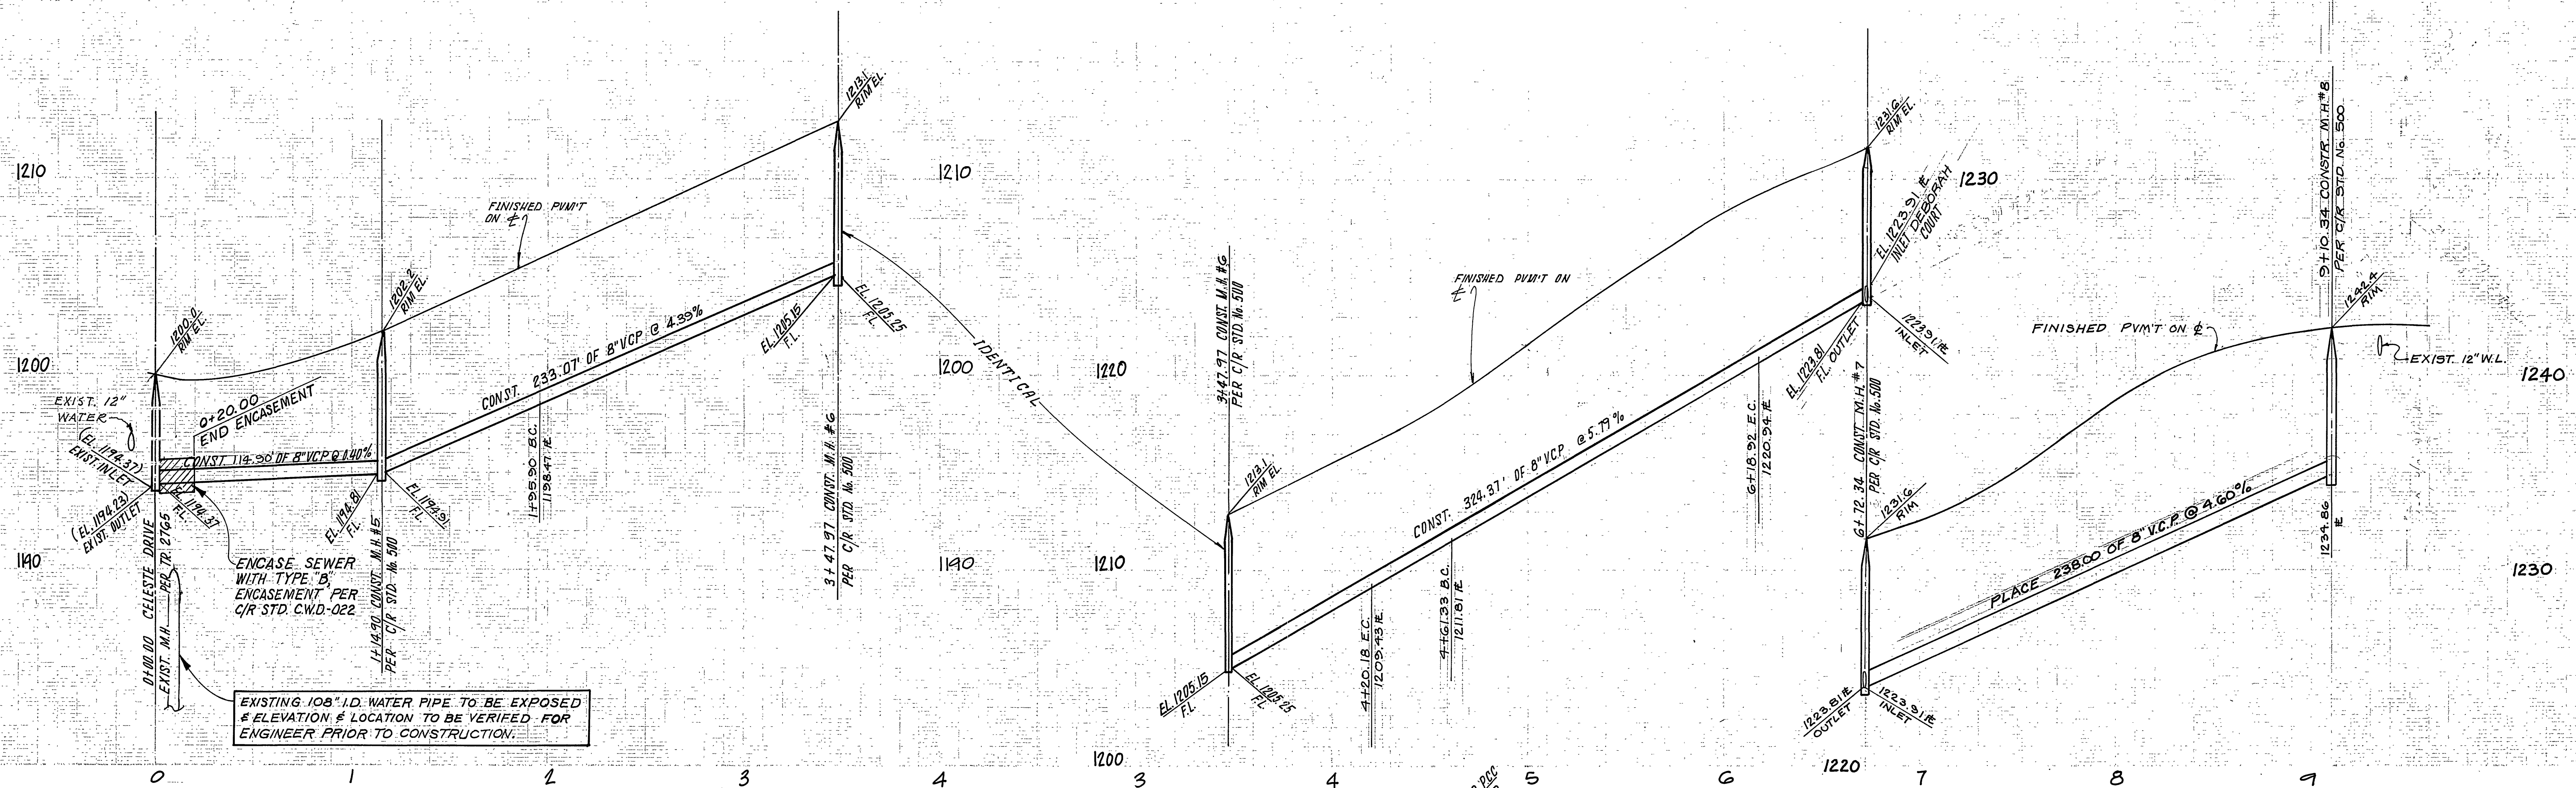 1210
1200
1190
1200.0
RIM EL.
EXIST. 12"
WATER
0+20.00
END ENCASEMENT
(EL. 1194.37)
EXIST. INLET
(EL. 1194.23)
EXIST. OUTLET
EL. 1194.37
F.L.
CONST. 114.90' OF 8" VCP @ 0.40%
0+00.00 CELESTE DRIVE
EXIST. M.H. PER TR. 2765
ENCASE SEWER
WITH TYPE "B",
ENCASEMENT PER
C/R STD. C.W.D.-022
EXISTING 108" I.D. WATER PIPE TO BE EXPOSED
& ELEVATION & LOCATION TO BE VERIFED FOR
ENGINEER PRIOR TO CONSTRUCTION.
1202.2
RIM EL.
EL. 1194.81
F.L.
EL. 1194.91
F.L.
1+14.90 CONST. M.H. #5
PER C/R STD. No. 500
FINISHED PVM'T
ON ℄
CONST. 233.07' OF 8" V.C.P @ 4.39%
1+95.90 B.C.
1198.47 I.E.
1213.1
RIM EL.
EL. 1205.15
F.L.
EL. 1205.25
F.L.
3+47.97 CONST. M.H. #6
PER C/R STD. No. 500
1210
1200
1190
IDENTICAL
1220
1210
1200
3+47.97 CONST. M.H. #6
PER C/R STD. No. 500
1213.1
RIM EL.
EL. 1205.15
F.L.
EL. 1205.25
F.L.
FINISHED PVM'T ON
℄
CONST. 324.37' OF 8" V.C.P @ 5.79%
4+20.18 E.C.
1209.43 I.E.
4+61.33 B.C.
1211.81 I.E.
6+18.92 E.C.
1220.94 I.E.
1231.6
RIM EL.
EL. 1223.91 I.E.
INLET DEBORAH
COURT
1230
EL. 1223.81
F.L. OUTLET
1223.91 I.E.
INLET
6+72.34 CONST. M.H. #7
PER C/R STD. No. 500
1231.6
RIM
1223.81 I.E.
OUTLET
1223.91 I.E.
INLET
1220
PLACE 238.00 OF 8" V.C.P. @ 4.60%
FINISHED PVM'T ON ℄
9+10.34 CONSTR. M.H. #8
PER C/R STD. No. 500
1242.4
RIM
EXIST. 12" W.L.
1240
1230
1234.86
I.E.
PCC
0 1 2 3 4 3 4 5 6 7 8 9